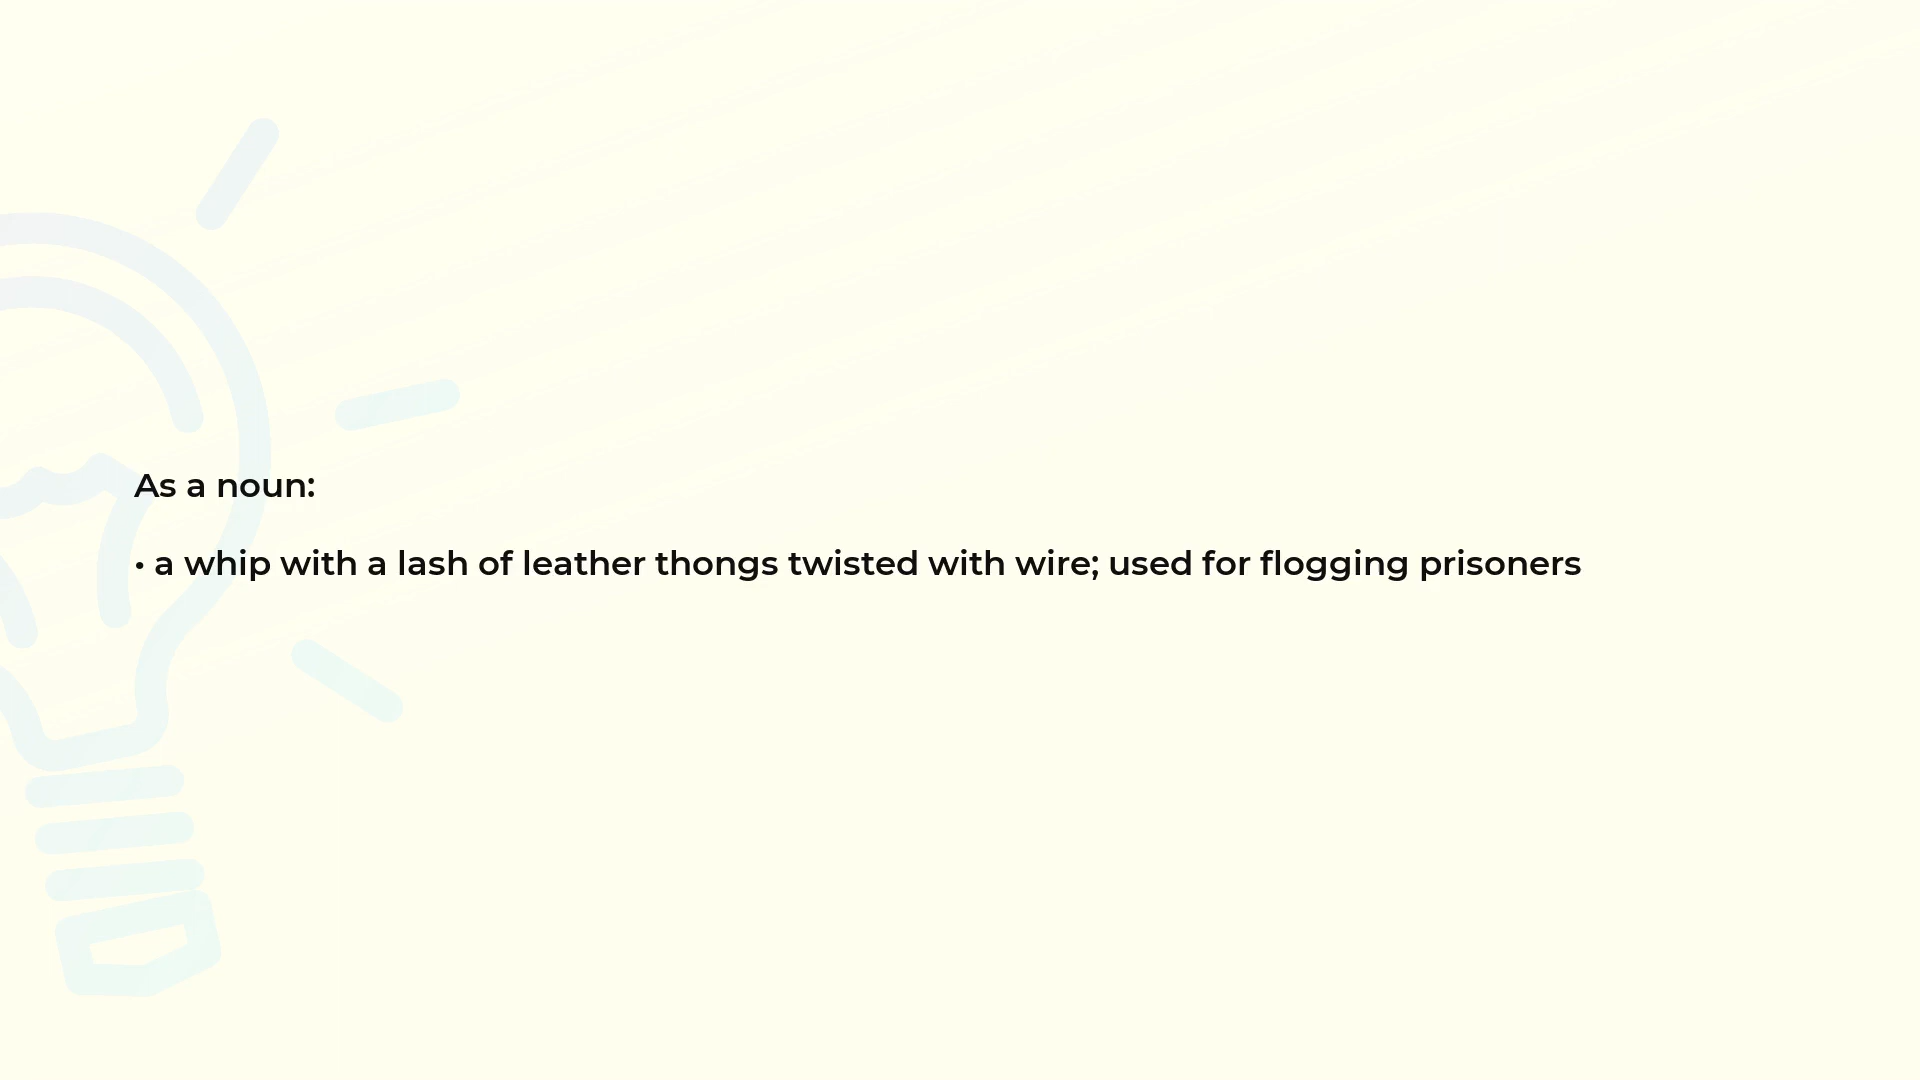 As a noun:
• a whip with a lash of leather thongs twisted with wire; used for flogging prisoners